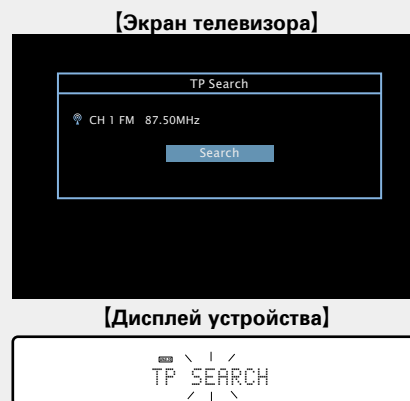 【Экран телевизора】
TP Search
CH 1 FM 87.50MHz
Search
【Дисплей устройства】
TP SEARCH